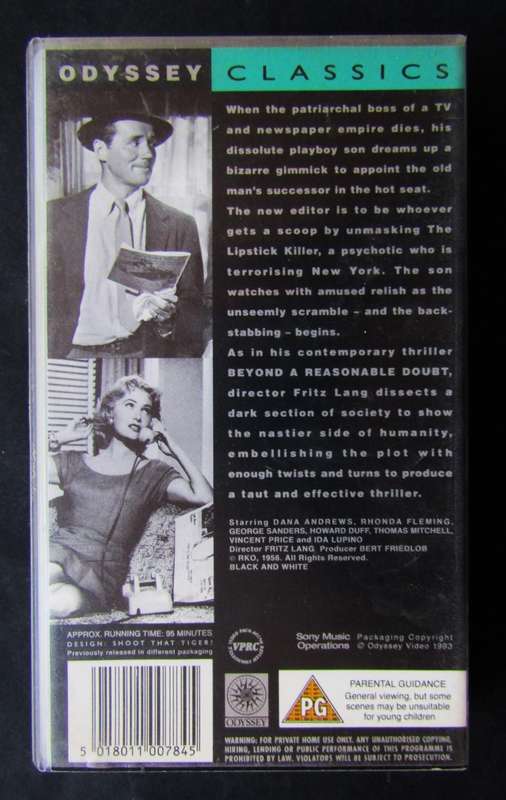 ODYSSEY CLASSICS
When the patriarchal boss of a TV
and newspaper empire dies, his
dissolute playboy son dreams up a
bizarre gimmick to appoint the old
man's successor in the hot seat.
The new editor is to be whoever
gets a scoop by unmasking The
Lipstick Killer, a psychotic who is
terrorising New York. The son
watches with amused relish as the
unseemly scramble – and the back-
stabbing – begins.
As in his contemporary thriller
BEYOND A REASONABLE DOUBT,
director Fritz Lang dissects a
dark section of society to show
the nastier side of humanity,
embellishing the plot with
enough twists and turns to produce
a taut and effective thriller.
Starring DANA ANDREWS, RHONDA FLEMING,
GEORGE SANDERS, HOWARD DUFF, THOMAS MITCHELL,
VINCENT PRICE and IDA LUPINO
Director FRITZ LANG Producer BERT FRIEDLOB
© RKO, 1956. All Rights Reserved.
BLACK AND WHITE
APPROX. RUNNING TIME: 95 MINUTES
DESIGN: SHOOT THAT TIGER!
Previously released in different packaging
VPRC
Sony Music
Operations
Packaging Copyright
© Odyssey Video 1993
5 018011 007845
ODYSSEY
PG
PARENTAL GUIDANCE
General viewing, but some
scenes may be unsuitable
for young children
WARNING: FOR PRIVATE HOME USE ONLY. ANY UNAUTHORISED COPYING,
HIRING, LENDING OR PUBLIC PERFORMANCE OF THIS PROGRAMME IS
PROHIBITED BY LAW. VIOLATORS WILL BE SUBJECT TO PROSECUTION.